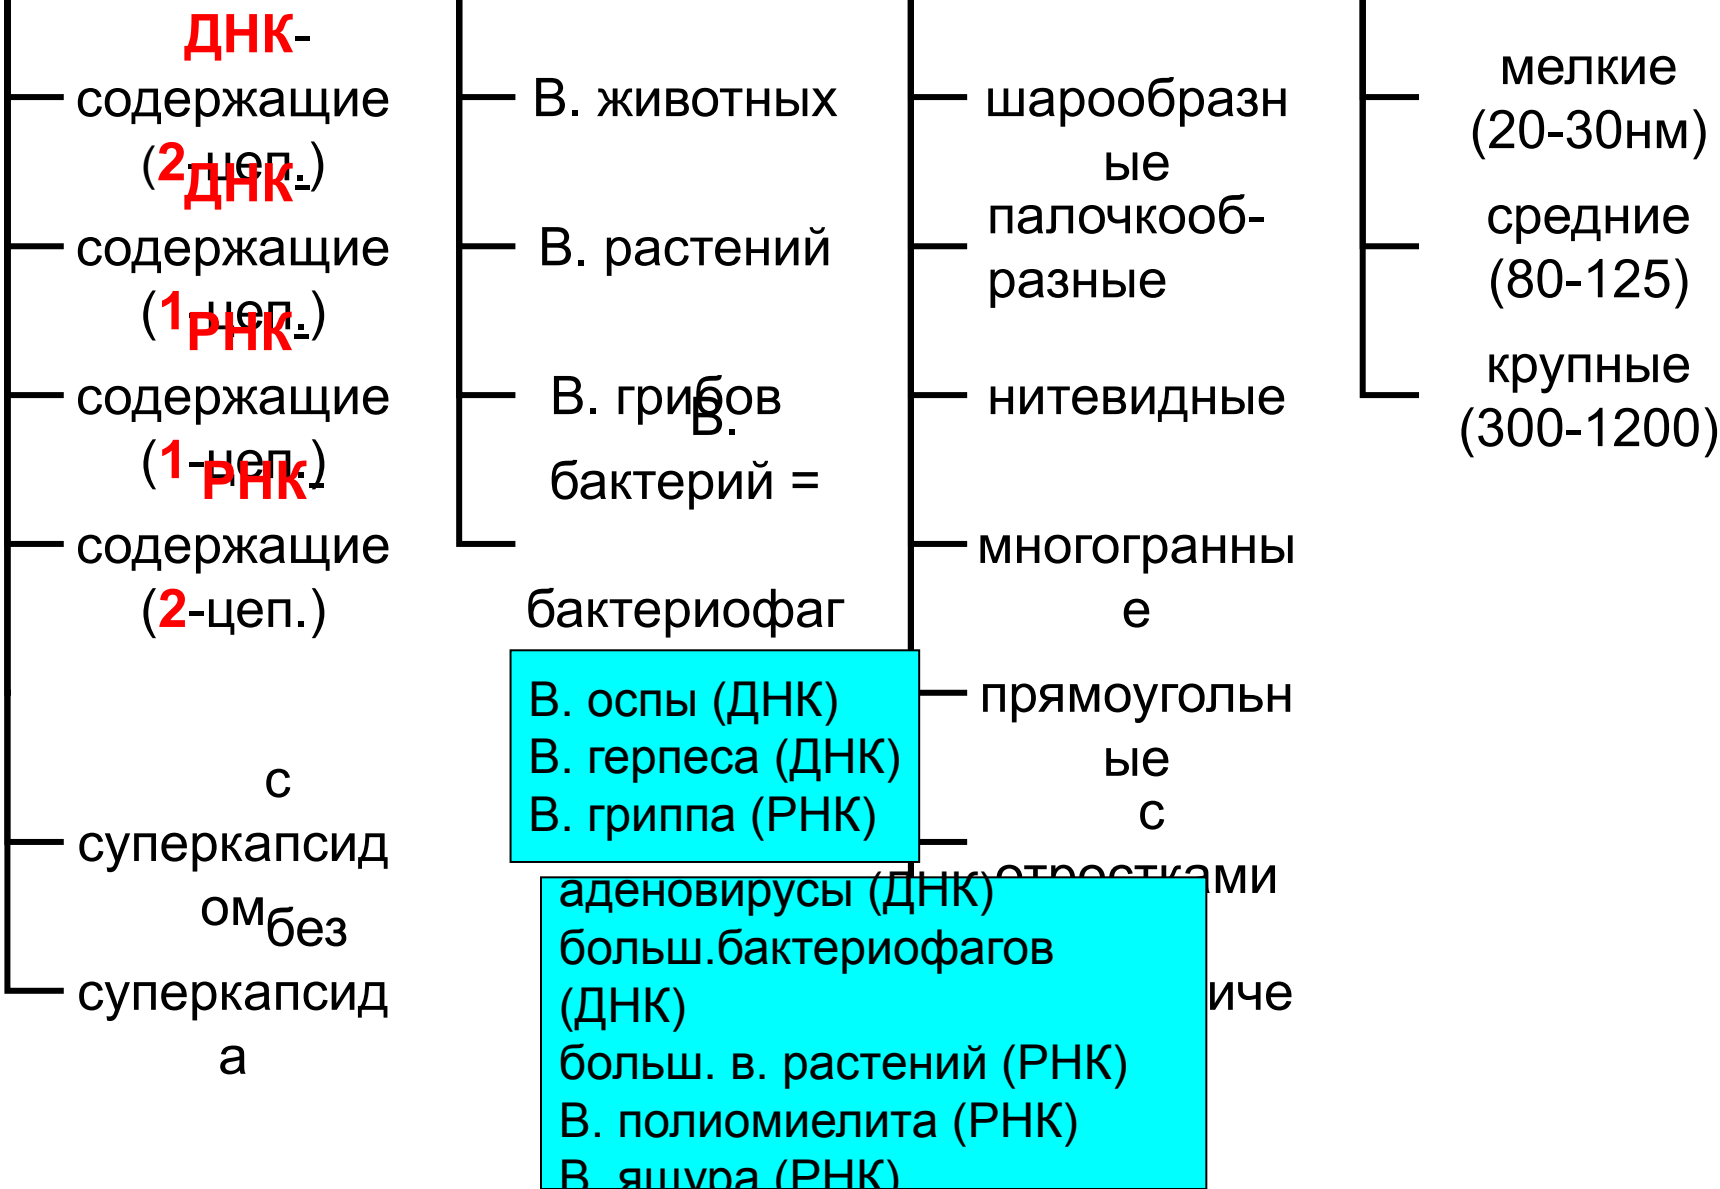 ДНК-
содержащие
(2-цеп.)
ДНК-
содержащие
(1-цеп.)
РНК-
содержащие
(1-цеп.)
РНК-
содержащие
(2-цеп.)
с
суперкапсид
ом
без
суперкапсид
а
В. животных
В. растений
В. грибов
В.
бактерий =
бактериофаг
шарообразн
ые
палочкооб-
разные
нитевидные
многогранны
е
прямоугольн
ые
с
отростками
иче
мелкие
(20-30нм)
средние
(80-125)
крупные
(300-1200)
В. оспы (ДНК)
В. герпеса (ДНК)
В. гриппа (РНК)
аденовирусы (ДНК)
больш.бактериофагов
(ДНК)
больш. в. растений (РНК)
В. полиомиелита (РНК)
В. ящура (РНК)